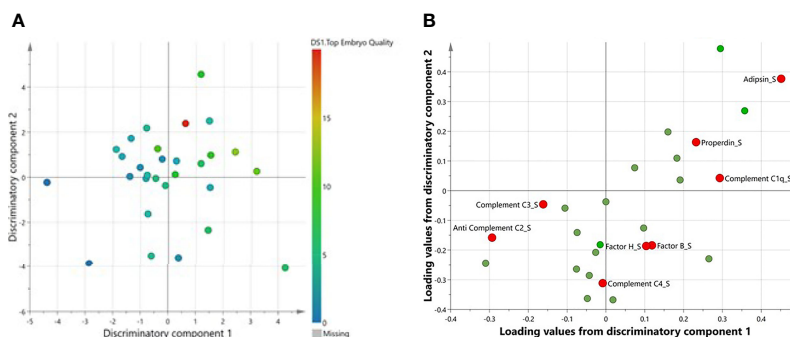 A
DS1.Top Embryo Quality
Discriminatory component 2
6
4
2
0
-2
-4
-6
-5 -4 -3 -2 -1 0 1 2 3 4
Discriminatory component 1
15
10
5
0
Missing
B
Loading values from discriminatory component 2
0.4
0.3
0.2
0.1
0
-0.1
-0.2
-0.3
-0.4
Adipsin_S
Properdin_S
Complement C1q_S
Complement C3_S
Anti Complement C2_S
Factor H_S
Factor B_S
Complement C4_S
-0.4 -0.3 -0.2 -0.1 0 0.1 0.2 0.3 0.4
Loading values from discriminatory component 1